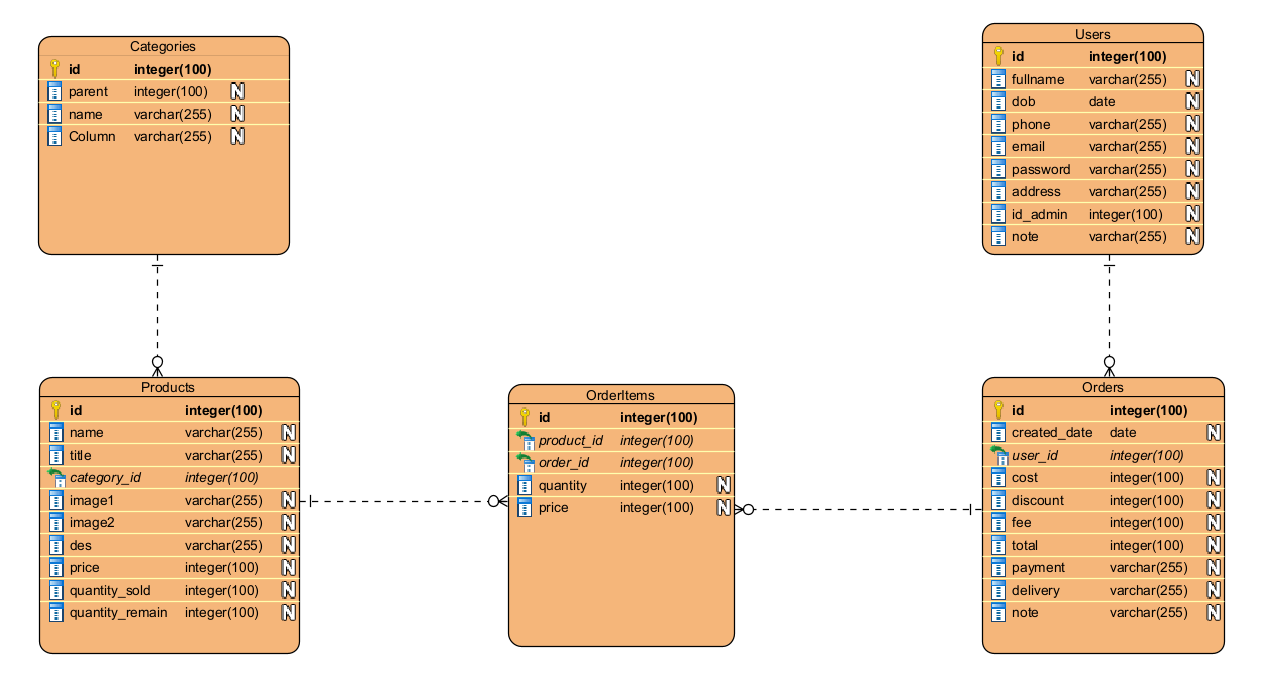 Categories
id integer(100)
parent integer(100) N
name varchar(255) N
Column varchar(255) N
Users
id integer(100)
fullname varchar(255) N
dob date N
phone varchar(255) N
email varchar(255) N
password varchar(255) N
address varchar(255) N
id_admin integer(100) N
note varchar(255) N
Products
id integer(100)
name varchar(255) N
title varchar(255) N
category_id integer(100)
image1 varchar(255) N
image2 varchar(255) N
des varchar(255) N
price integer(100) N
quantity_sold integer(100) N
quantity_remain integer(100) N
OrderItems
id integer(100)
product_id integer(100)
order_id integer(100)
quantity integer(100) N
price integer(100) N
Orders
id integer(100)
created_date date N
user_id integer(100)
cost integer(100) N
discount integer(100) N
fee integer(100) N
total integer(100) N
payment varchar(255) N
delivery varchar(255) N
note varchar(255) N